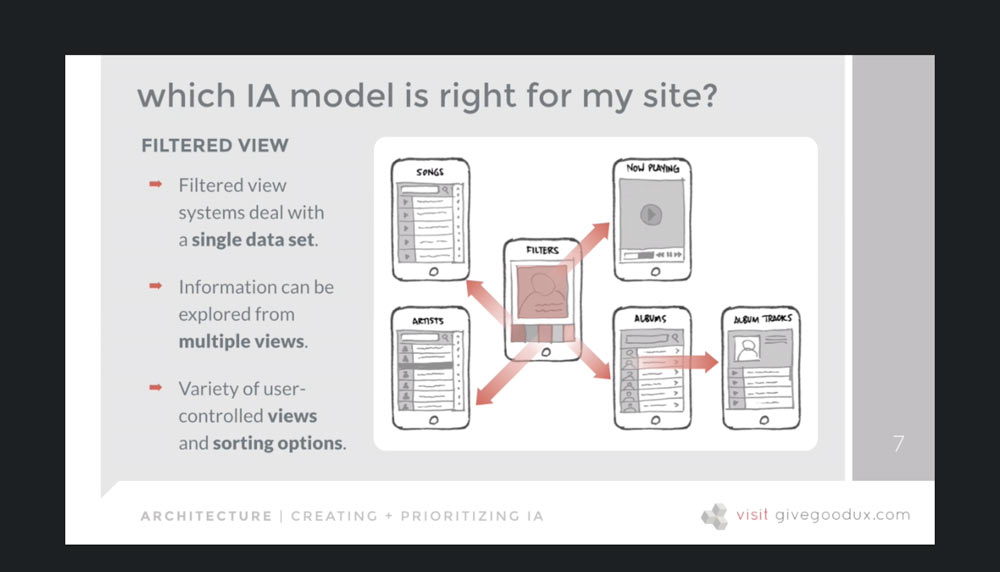 which IA model is right for my site?
FILTERED VIEW
Filtered view
systems deal with
a single data set.
Information can be
explored from
multiple views.
Variety of user-
controlled views
and sorting options.
SONGS
NOW PLAYING
FILTERS
ARTISTS
ALBUMS
ALBUM TRACKS
7
ARCHITECTURE | CREATING + PRIORITIZING IA
visit givegoodux.com